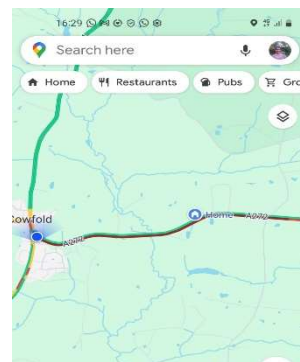 16:29
Search here
Home Restaurants Pubs Gro
Cowfold
Home A272
A272